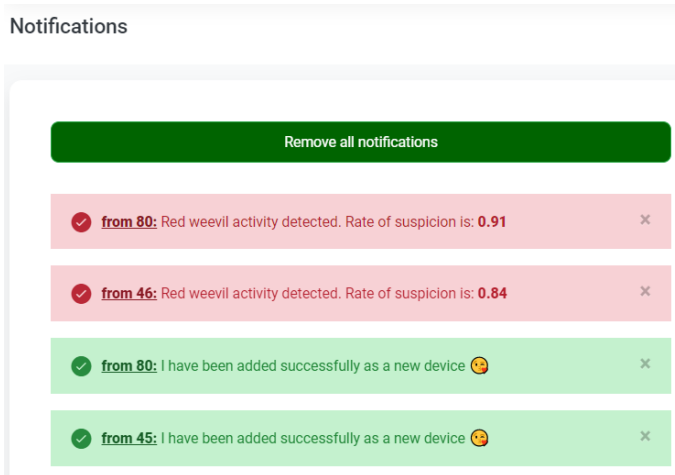 Notifications
Remove all notifications
from 80: Red weevil activity detected. Rate of suspicion is: 0.91 ×
from 46: Red weevil activity detected. Rate of suspicion is: 0.84 ×
from 80: I have been added successfully as a new device 😘 ×
from 45: I have been added successfully as a new device 😘 ×